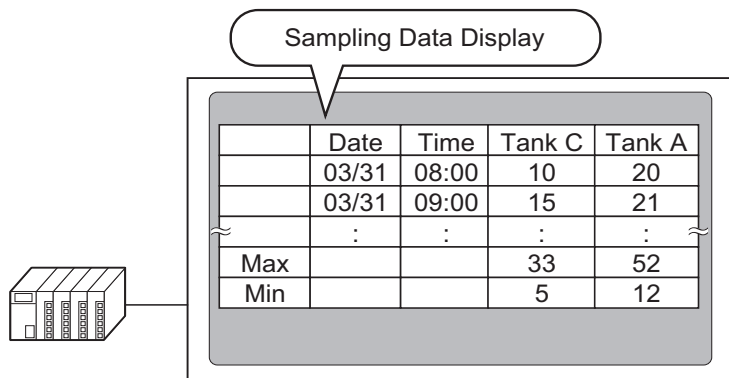 Sampling Data Display
Date Time Tank C Tank A
03/31 08:00 10 20
03/31 09:00 15 21
: : : :
Max 33 52
Min 5 12